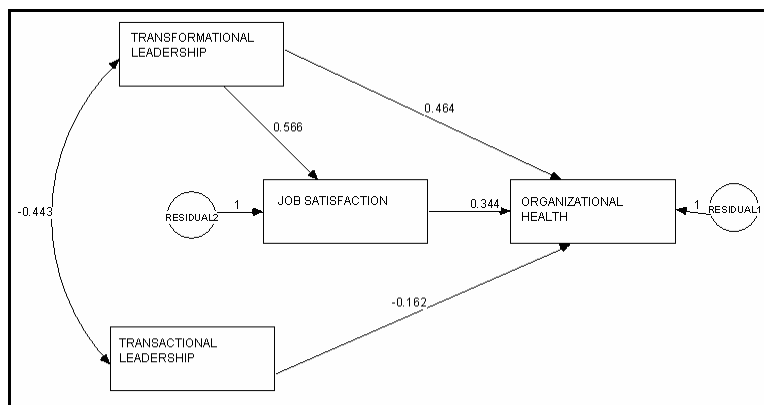 TRANSFORMATIONAL
LEADERSHIP
0.464
0.566
JOB SATISFACTION
ORGANIZATIONAL
HEALTH
1
RESIDUAL2
0.344
1
RESIDUAL1
-0.443
-0.162
TRANSACTIONAL
LEADERSHIP